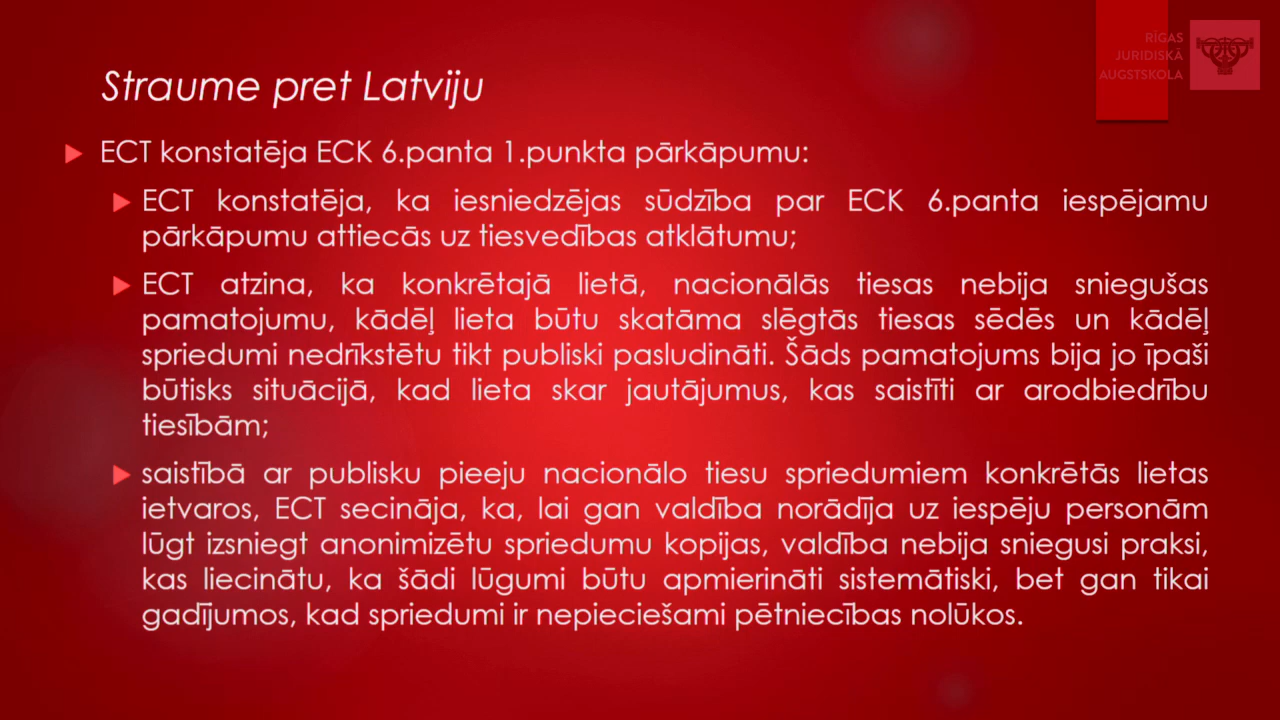 RĪGAS
JURIDISKĀ
AUGSTSKOLA
Straume pret Latviju
ECT konstatēja ECK 6.panta 1.punkta pārkāpumu:
ECT konstatēja, ka iesniedzējas sūdzība par ECK 6.panta iespējamu
pārkāpumu attiecās uz tiesvedības atklātumu;
ECT atzina, ka konkrētajā lietā, nacionālās tiesas nebija sniegušas
pamatojumu, kādēļ lieta būtu skatāma slēgtās tiesas sēdēs un kādēļ
spriedumi nedrīkstētu tikt publiski pasludināti. Šāds pamatojums bija jo īpaši
būtisks situācijā, kad lieta skar jautājumus, kas saistīti ar arodbiedrību
tiesībām;
saistībā ar publisku pieeju nacionālo tiesu spriedumiem konkrētās lietas
ietvaros, ECT secināja, ka, lai gan valdība norādīja uz iespēju personām
lūgt izsniegt anonimizētu spriedumu kopijas, valdība nebija sniegusi praksi,
kas liecinātu, ka šādi lūgumi būtu apmierināti sistemātiski, bet gan tikai
gadījumos, kad spriedumi ir nepieciešami pētniecības nolūkos.